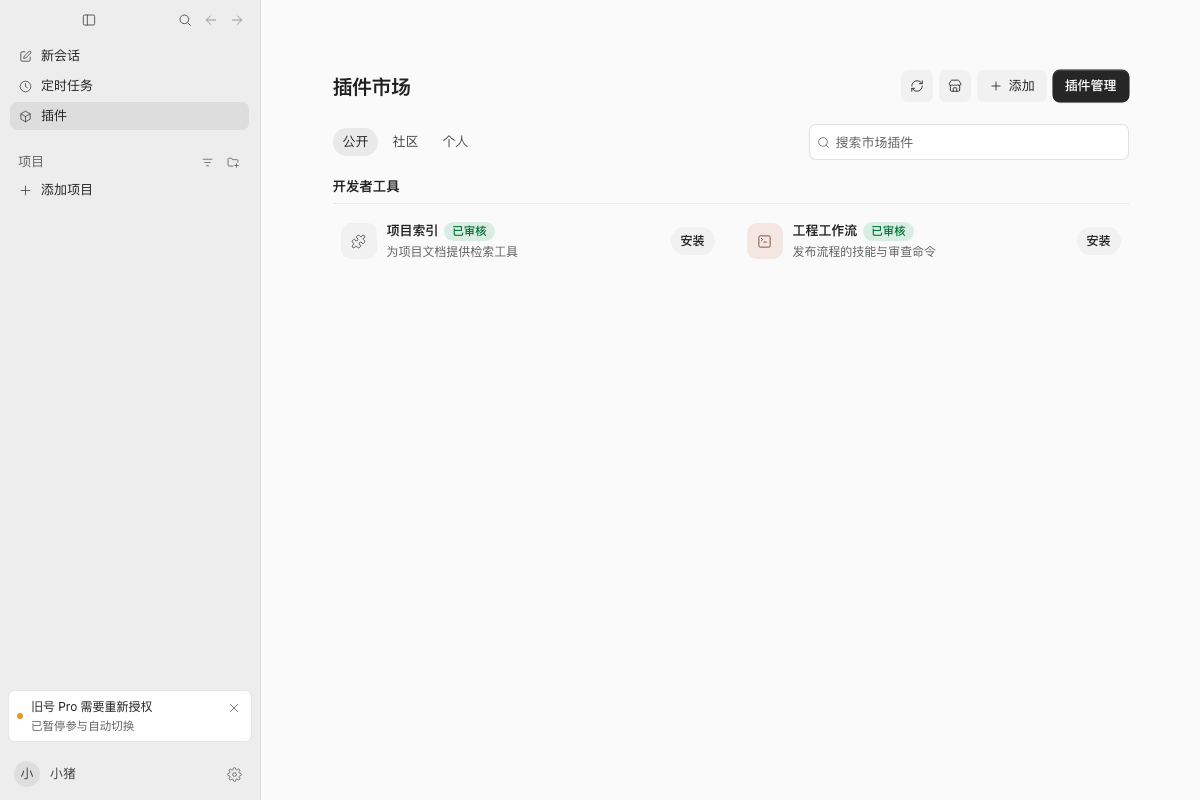 新会话
定时任务
插件
项目
添加项目
旧号 Pro 需要重新授权
已暂停参与自动切换
小 小猪
插件市场
添加 插件管理
公开 社区 个人
搜索市场插件
开发者工具
项目索引 已审核
为项目文档提供检索工具
安装
工程工作流 已审核
发布流程的技能与审查命令
安装